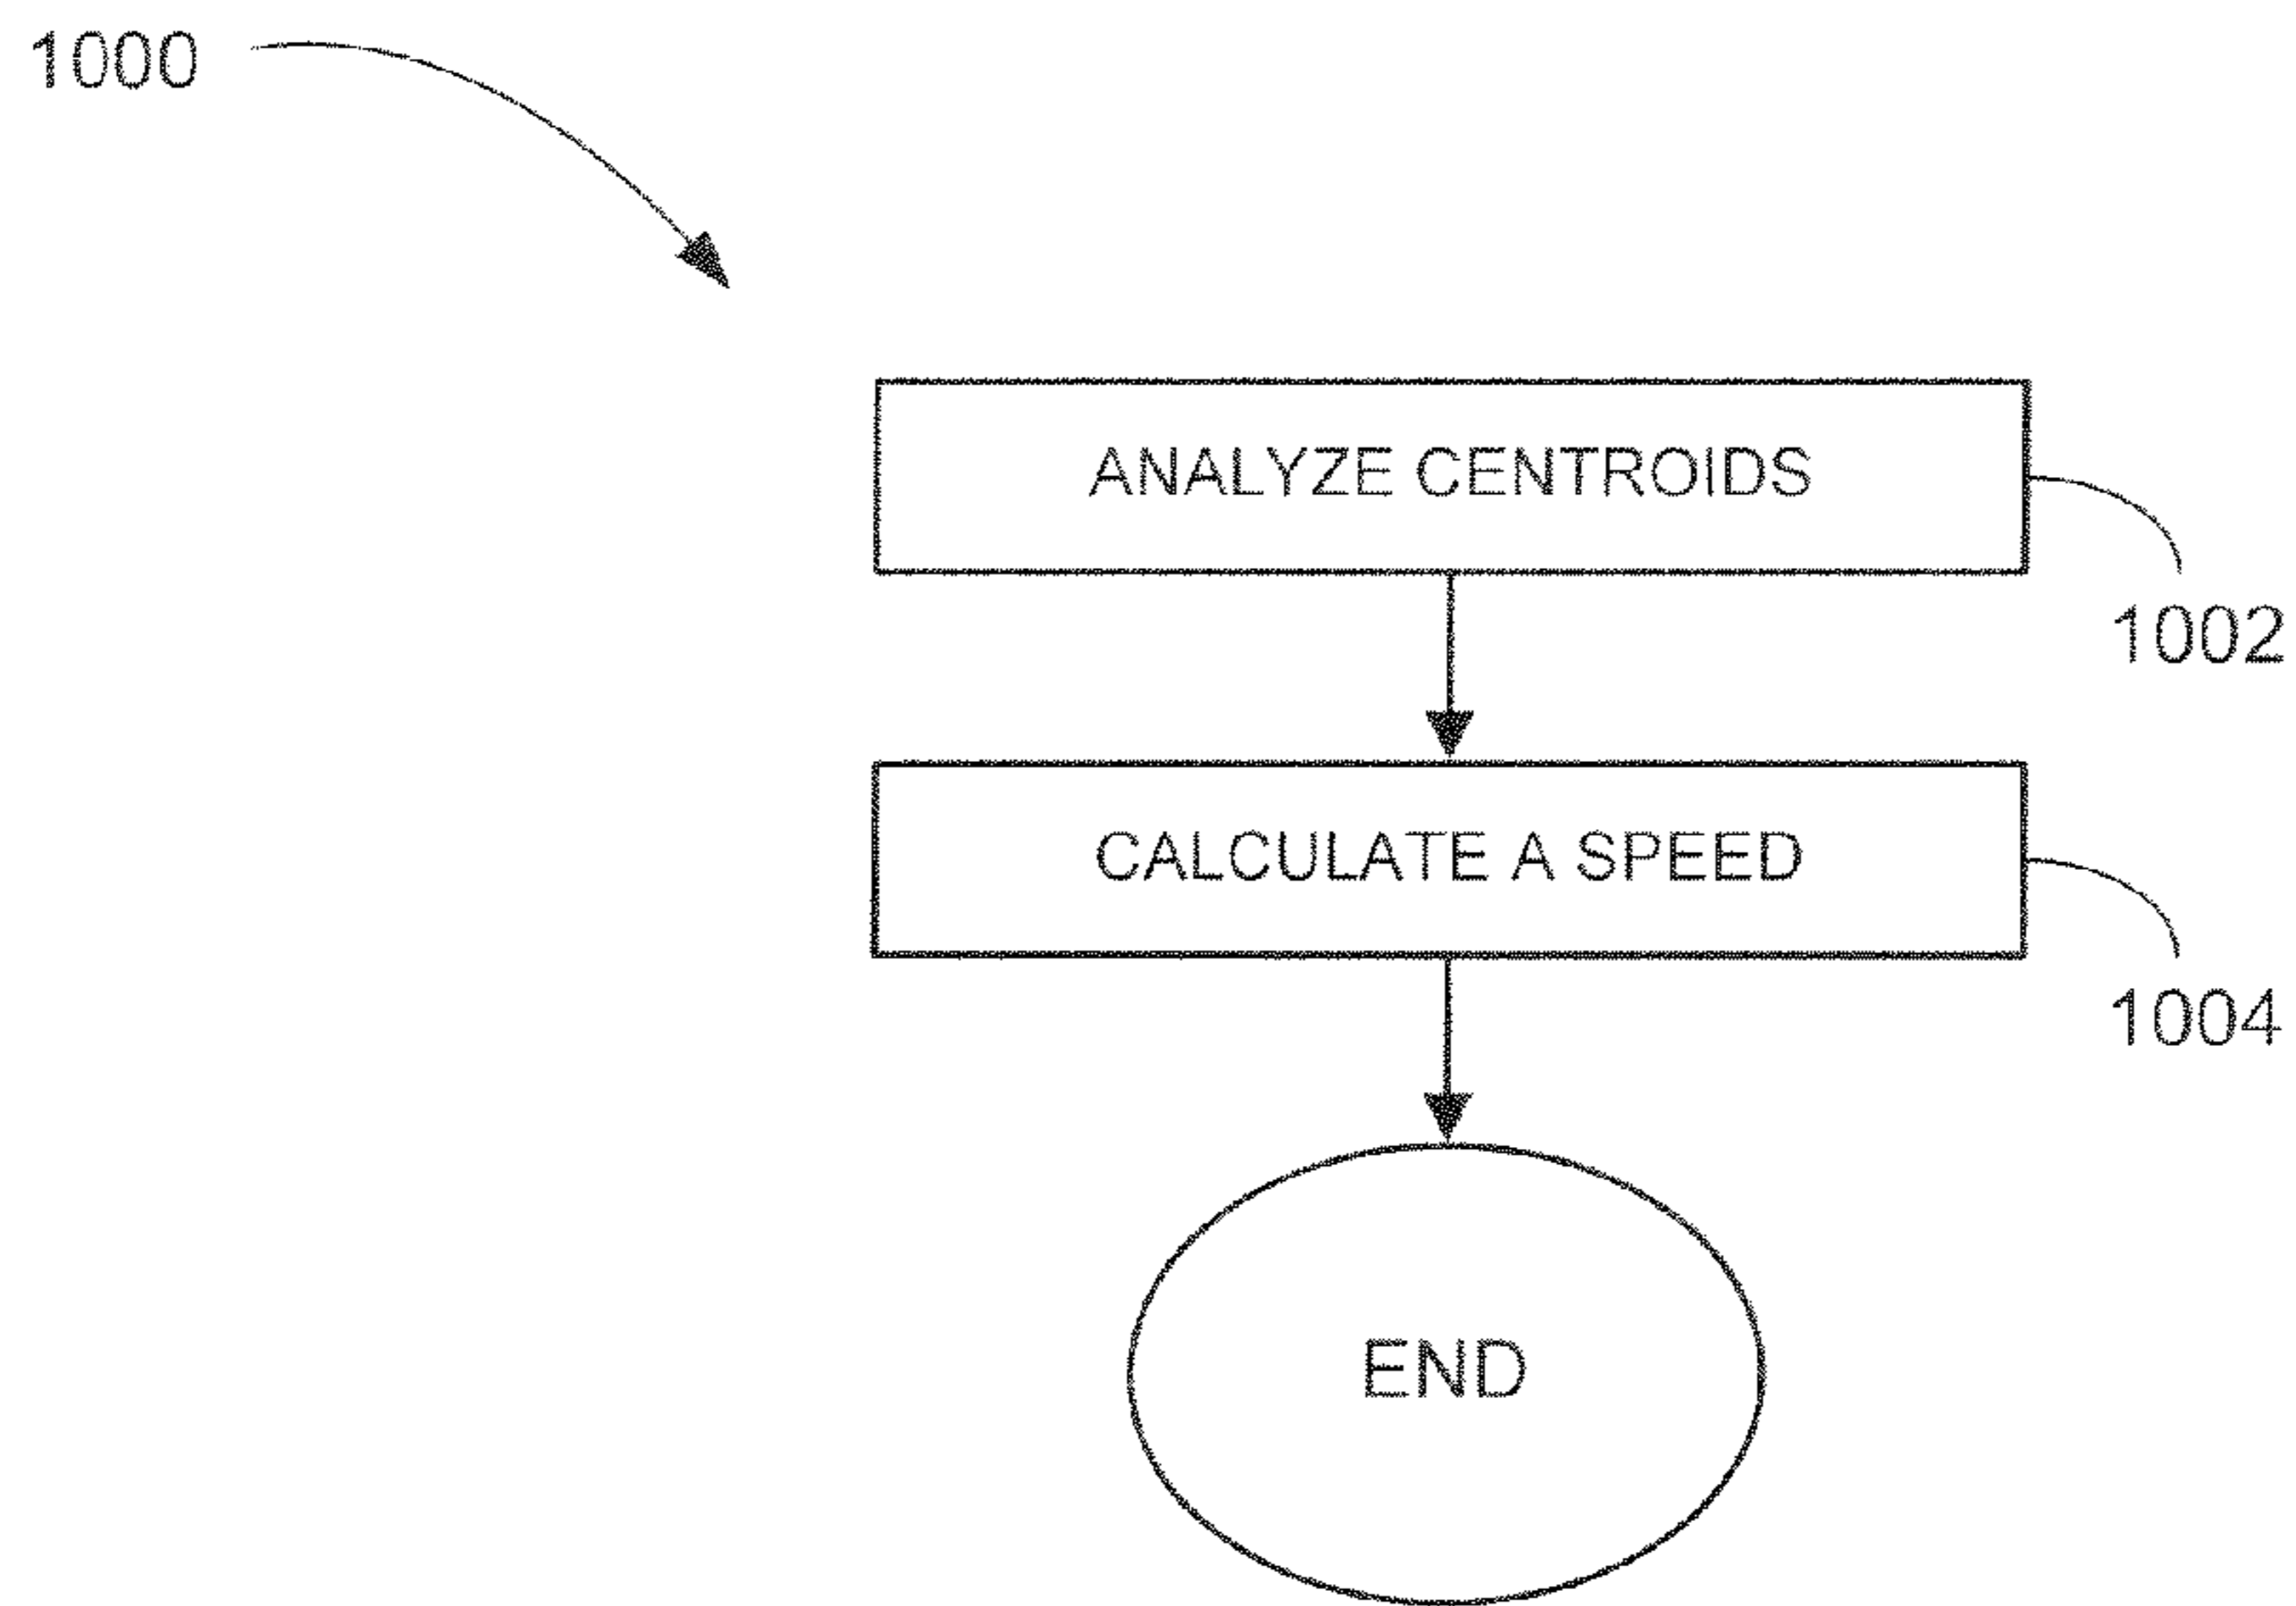 1000
ANALYZE CENTROIDS
1002
CALCULATE A SPEED
1004
END